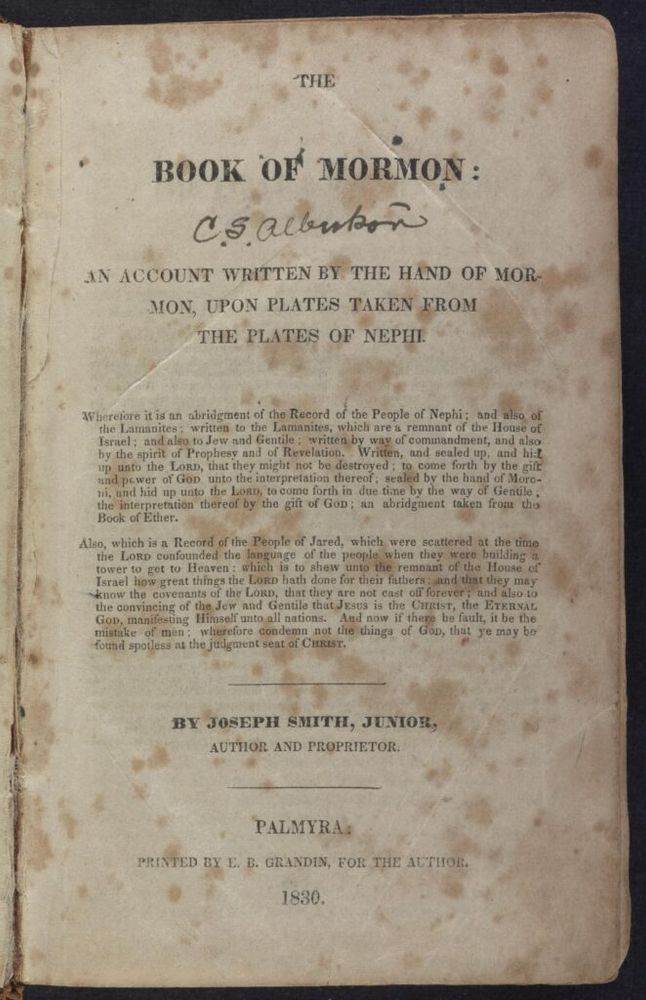 THE
BOOK OF MORMON:
C. S.
AN ACCOUNT WRITTEN BY THE HAND OF MOR-
MON, UPON PLATES TAKEN FROM
THE PLATES OF NEPHI.
Wherefore it is an abridgment of the Record of the People of Nephi; and also of
the Lamanites; written to the Lamanites, which are a remnant of the House of
Israel; and also to Jew and Gentile; written by way of commandment, and also
by the spirit of Prophesy and of Revelation. Written, and sealed up, and hid
up unto the LORD, that they might not be destroyed; to come forth by the gift
and power of GOD unto the interpretation thereof; sealed by the hand of Moro-
ni, and hid up unto the LORD, to come forth in due time by the way of Gentile;
the interpretation thereof by the gift of GOD; an abridgment taken from the
Book of Ether.
Also, which is a Record of the People of Jared, which were scattered at the time
the LORD confounded the language of the people when they were building a
tower to get to Heaven: which is to shew unto the remnant of the House of
Israel how great things the LORD hath done for their fathers; and that they may
know the covenants of the LORD, that they are not cast off forever; and also to
the convincing of the Jew and Gentile that JESUS is the CHRIST, the ETERNAL
GOD, manifesting Himself unto all nations. And now if there be fault, it be the
mistake of men; wherefore condemn not the things of GOD, that ye may be
found spotless at the judgment seat of CHRIST.
BY JOSEPH SMITH, JUNIOR,
AUTHOR AND PROPRIETOR.
PALMYRA:
PRINTED BY E. B. GRANDIN, FOR THE AUTHOR.
1830.